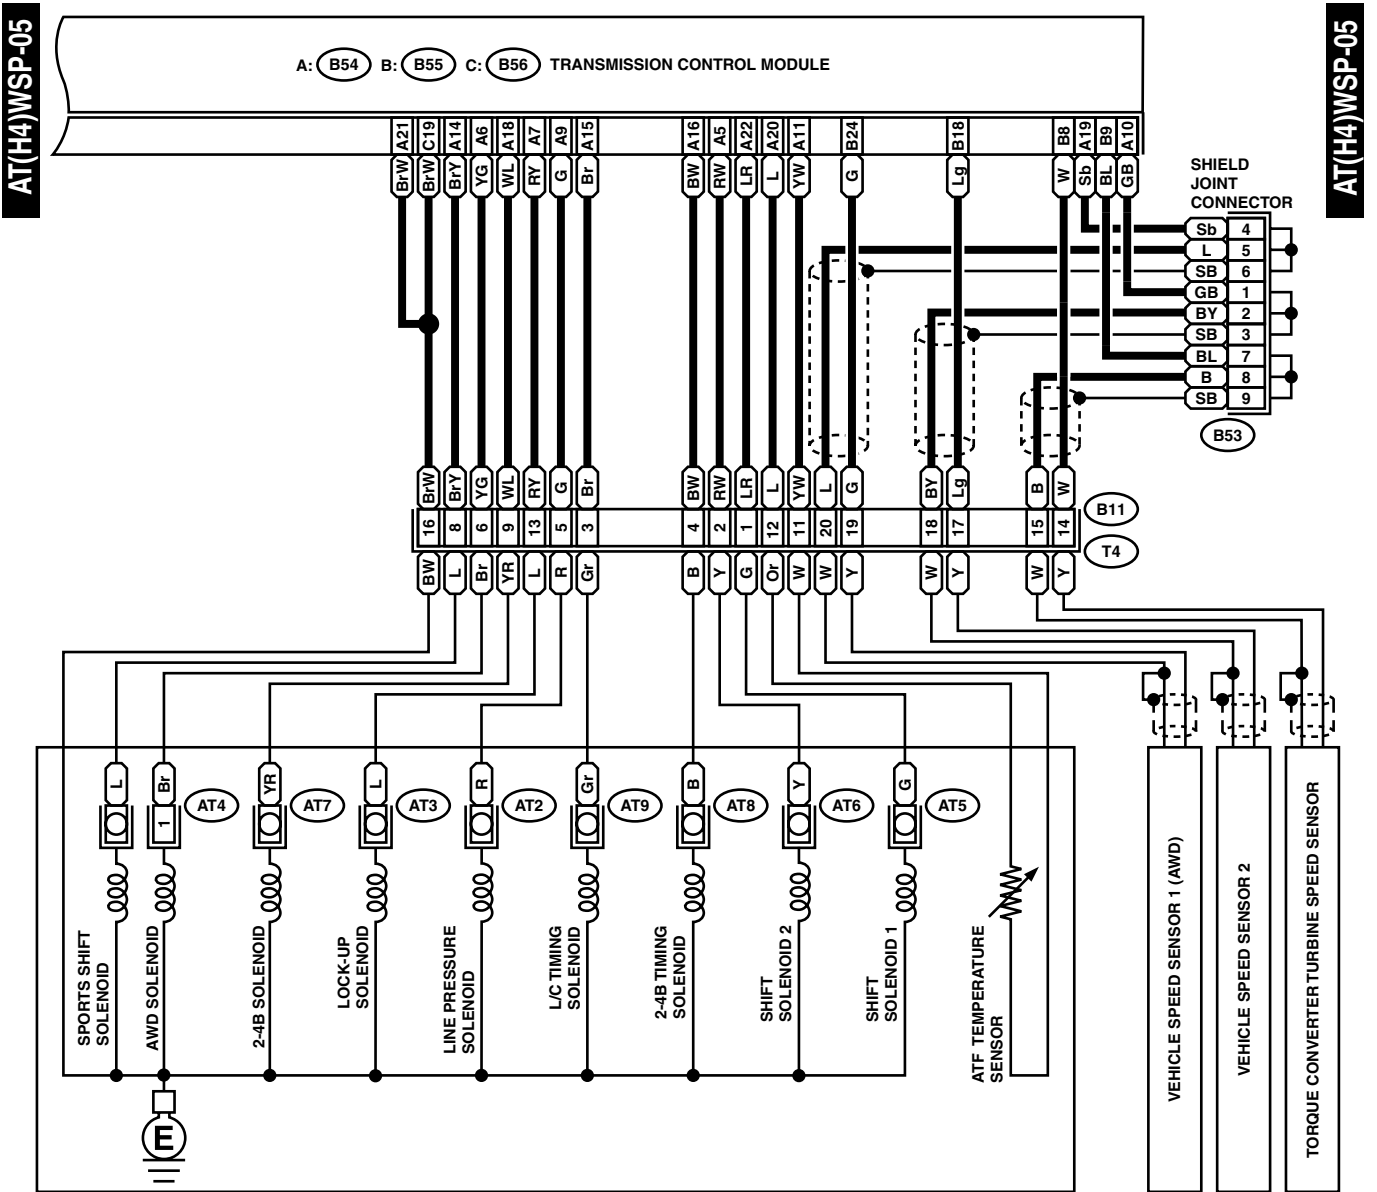 AT(H4)WSP-05
AT(H4)WSP-05
A: B54 B: B55 C: B56 TRANSMISSION CONTROL MODULE
A21 C19 A14 A6 A18 A7 A9 A15 A16 A5 A22 A20 A11 B24 B18 B8 A19 B9 A10
BrW BrW BrY YG WL RY G Br BW RW LR L YW G Lg W Sb BL GB
SHIELD
JOINT
CONNECTOR
Sb 4
L 5
SB 6
GB 1
BY 2
SB 3
BL 7
B 8
SB 9
B53
BrW BrY YG WL RY G Br BW RW LR L YW L G BY Lg B W
B11
16 8 6 9 13 5 3 4 2 1 12 11 20 19 18 17 15 14
T4
BW L Br YR L R Gr B Y G Or W W Y W Y W Y
L Br YR L R Gr B Y G
1 AT4 AT7 AT3 AT2 AT9 AT8 AT6 AT5
SPORTS SHIFT
SOLENOID
AWD SOLENOID
2-4B SOLENOID
LOCK-UP
SOLENOID
LINE PRESSURE
SOLENOID
L/C TIMING
SOLENOID
2-4B TIMING
SOLENOID
SHIFT
SOLENOID 2
SHIFT
SOLENOID 1
ATF TEMPERATURE
SENSOR
VEHICLE SPEED SENSOR 1 (AWD)
VEHICLE SPEED SENSOR 2
TORQUE CONVERTER TURBINE SPEED SENSOR
E